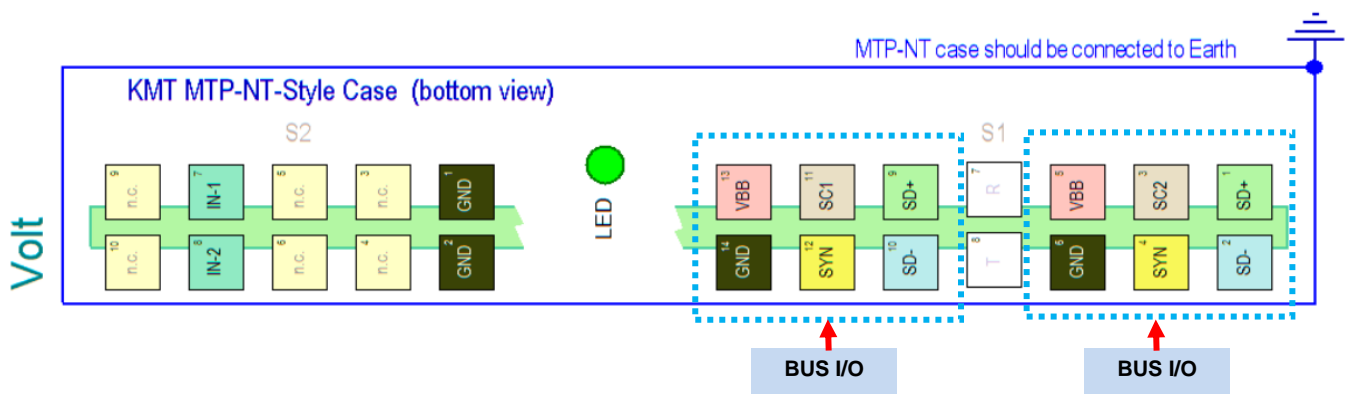 MTP-NT case should be connected to Earth
KMT MTP-NT-Style Case (bottom view)
Volt
S2
9 n.c.
7 IN-1
5 n.c.
3 n.c.
1 GND
10 n.c.
8 IN-2
6 n.c.
4 n.c.
2 GND
LED
S1
13 VBB
11 SC1
9 SD+
7 R
5 VBB
3 SC2
1 SD+
14 GND
12 SYN
10 SD-
8 T
6 GND
4 SYN
2 SD-
BUS I/O
BUS I/O